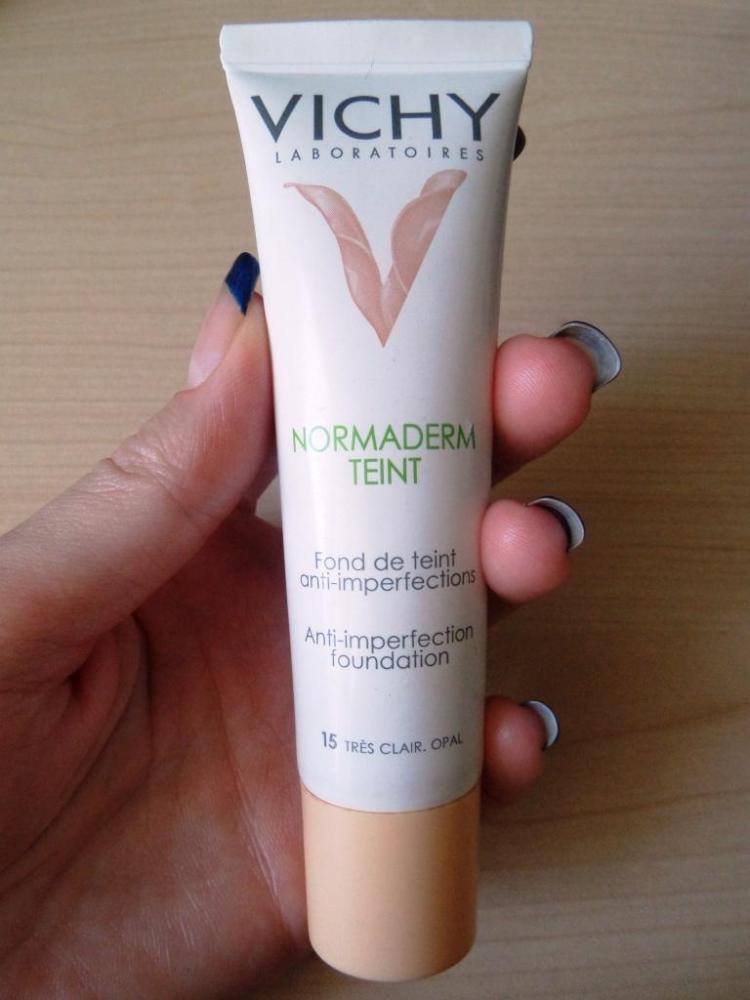 VICHY
LABORATOIRES
NORMADERM
TEINT
Fond de teint
anti-imperfections
Anti-imperfection
foundation
15 TRÈS CLAIR. OPAL